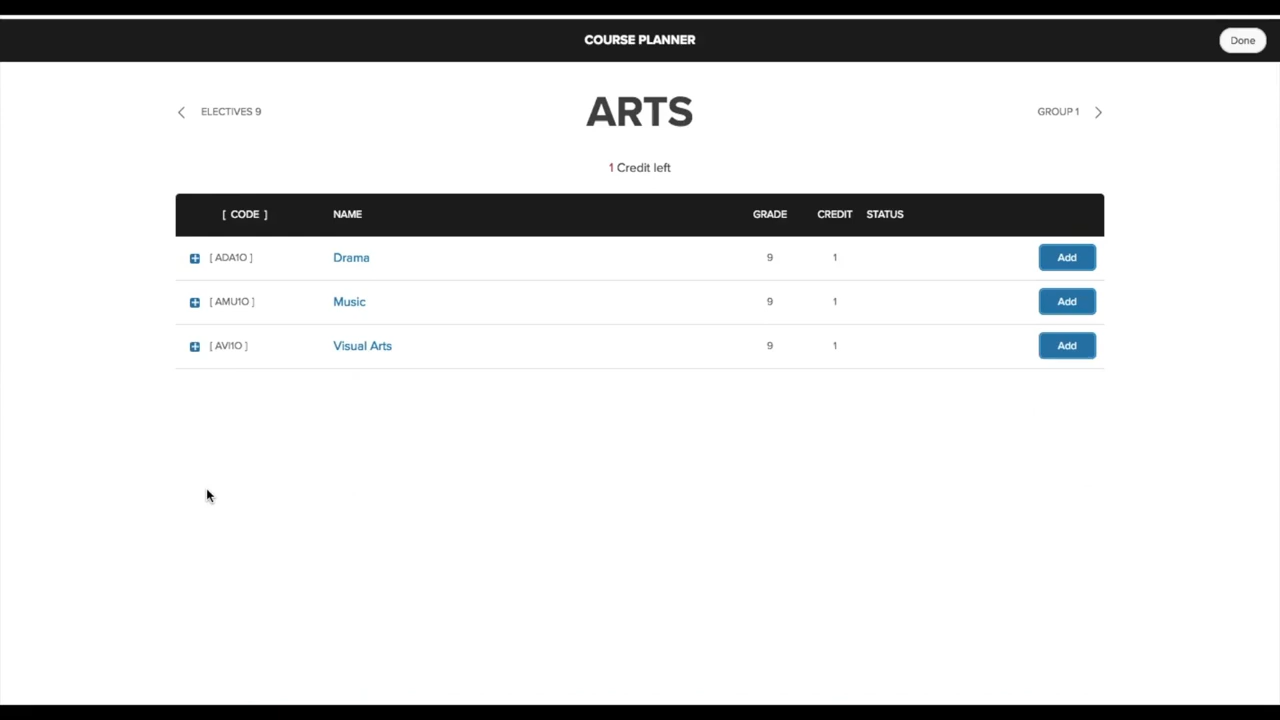 COURSE PLANNER
Done
ELECTIVES 9
ARTS
GROUP 1
1 Credit left
[ CODE ] NAME GRADE CREDIT STATUS
[ ADA1O ] Drama 9 1 Add
[ AMU1O ] Music 9 1 Add
[ AVI1O ] Visual Arts 9 1 Add